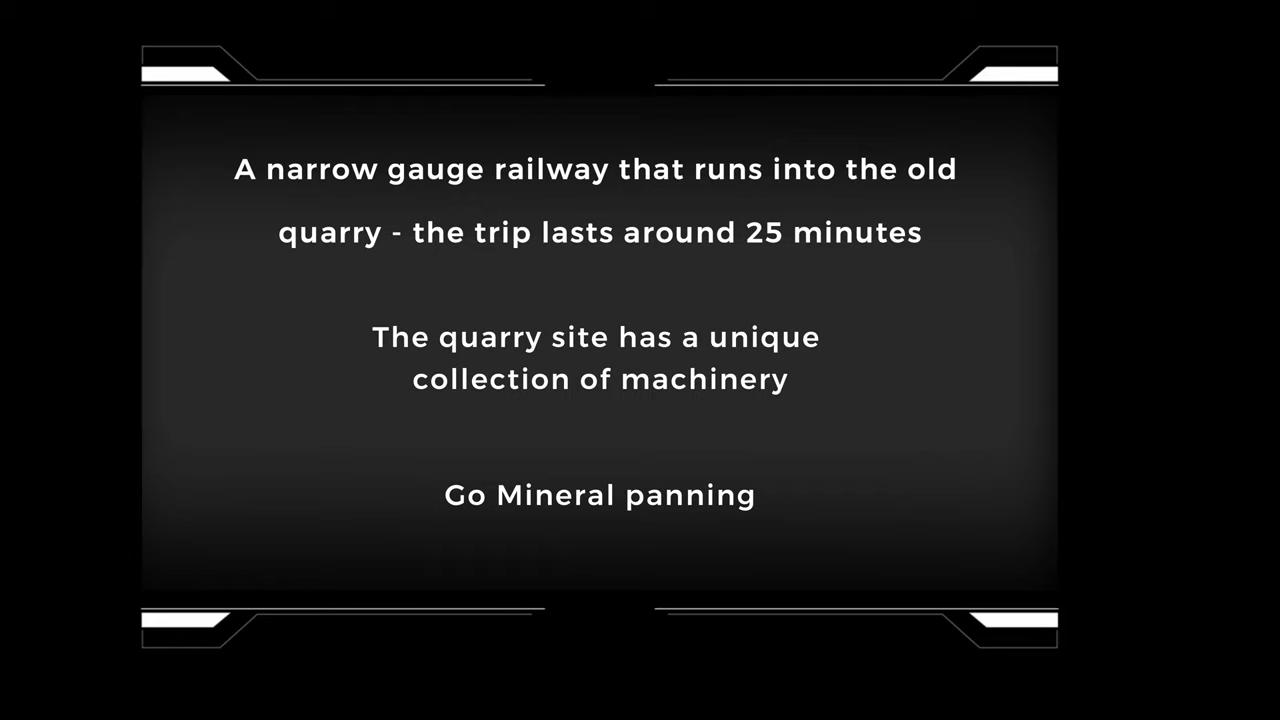 A narrow gauge railway that runs into the old
quarry - the trip lasts around 25 minutes
The quarry site has a unique
collection of machinery
Go Mineral panning